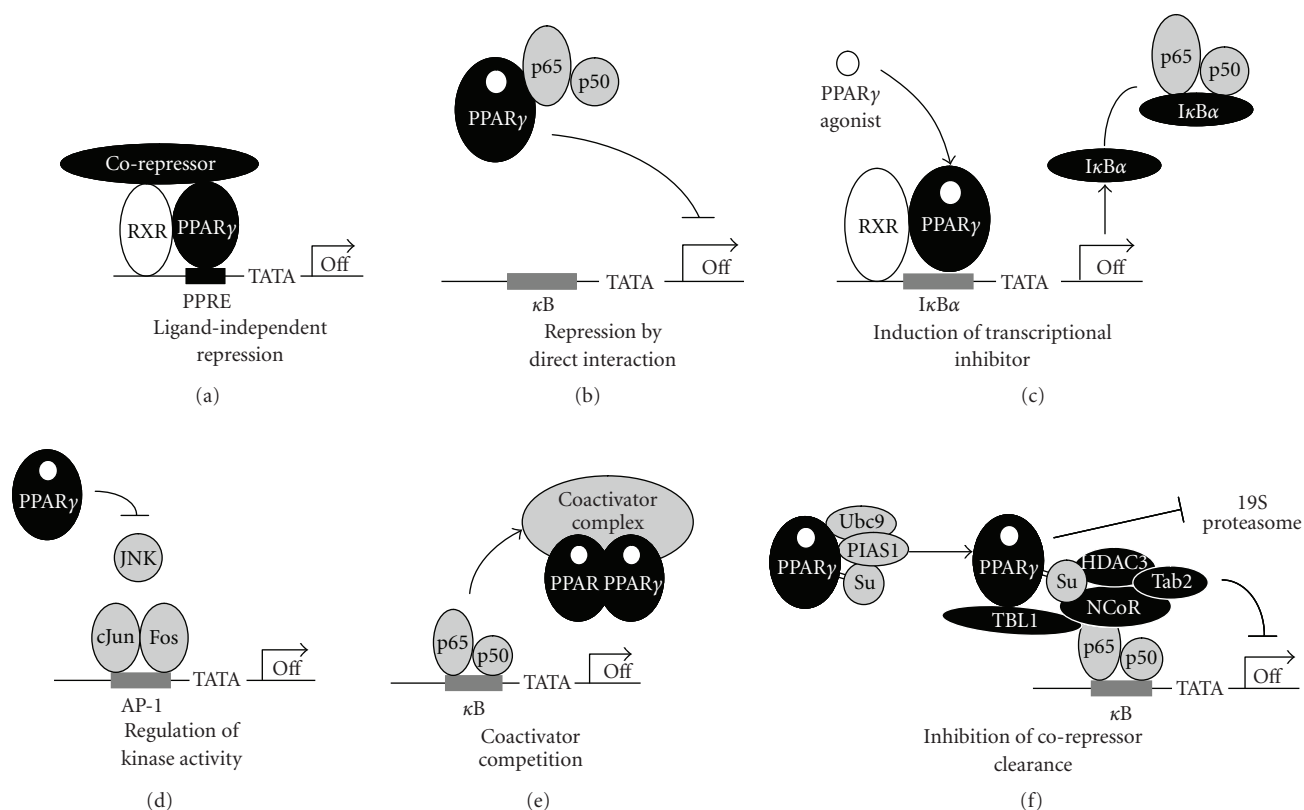 Co-repressor
RXR
PPARγ
TATA
Off
PPRE
Ligand-independent
repression
(a)
p65
p50
PPARγ
TATA
Off
κB
Repression by
direct interaction
(b)
PPARγ
agonist
p65
p50
IκBα
IκBα
RXR
PPARγ
TATA
Off
IκBα
Induction of transcriptional
inhibitor
(c)
PPARγ
JNK
cJun
Fos
TATA
Off
AP-1
Regulation of
kinase activity
(d)
Coactivator
complex
PPAR
PPARγ
p65
p50
TATA
Off
κB
Coactivator
competition
(e)
Ubc9
PIAS1
PPARγ
Su
19S
proteasome
PPARγ
HDAC3
Su
Tab2
NCoR
TBL1
p65
p50
TATA
Off
κB
Inhibition of co-repressor
clearance
(f)